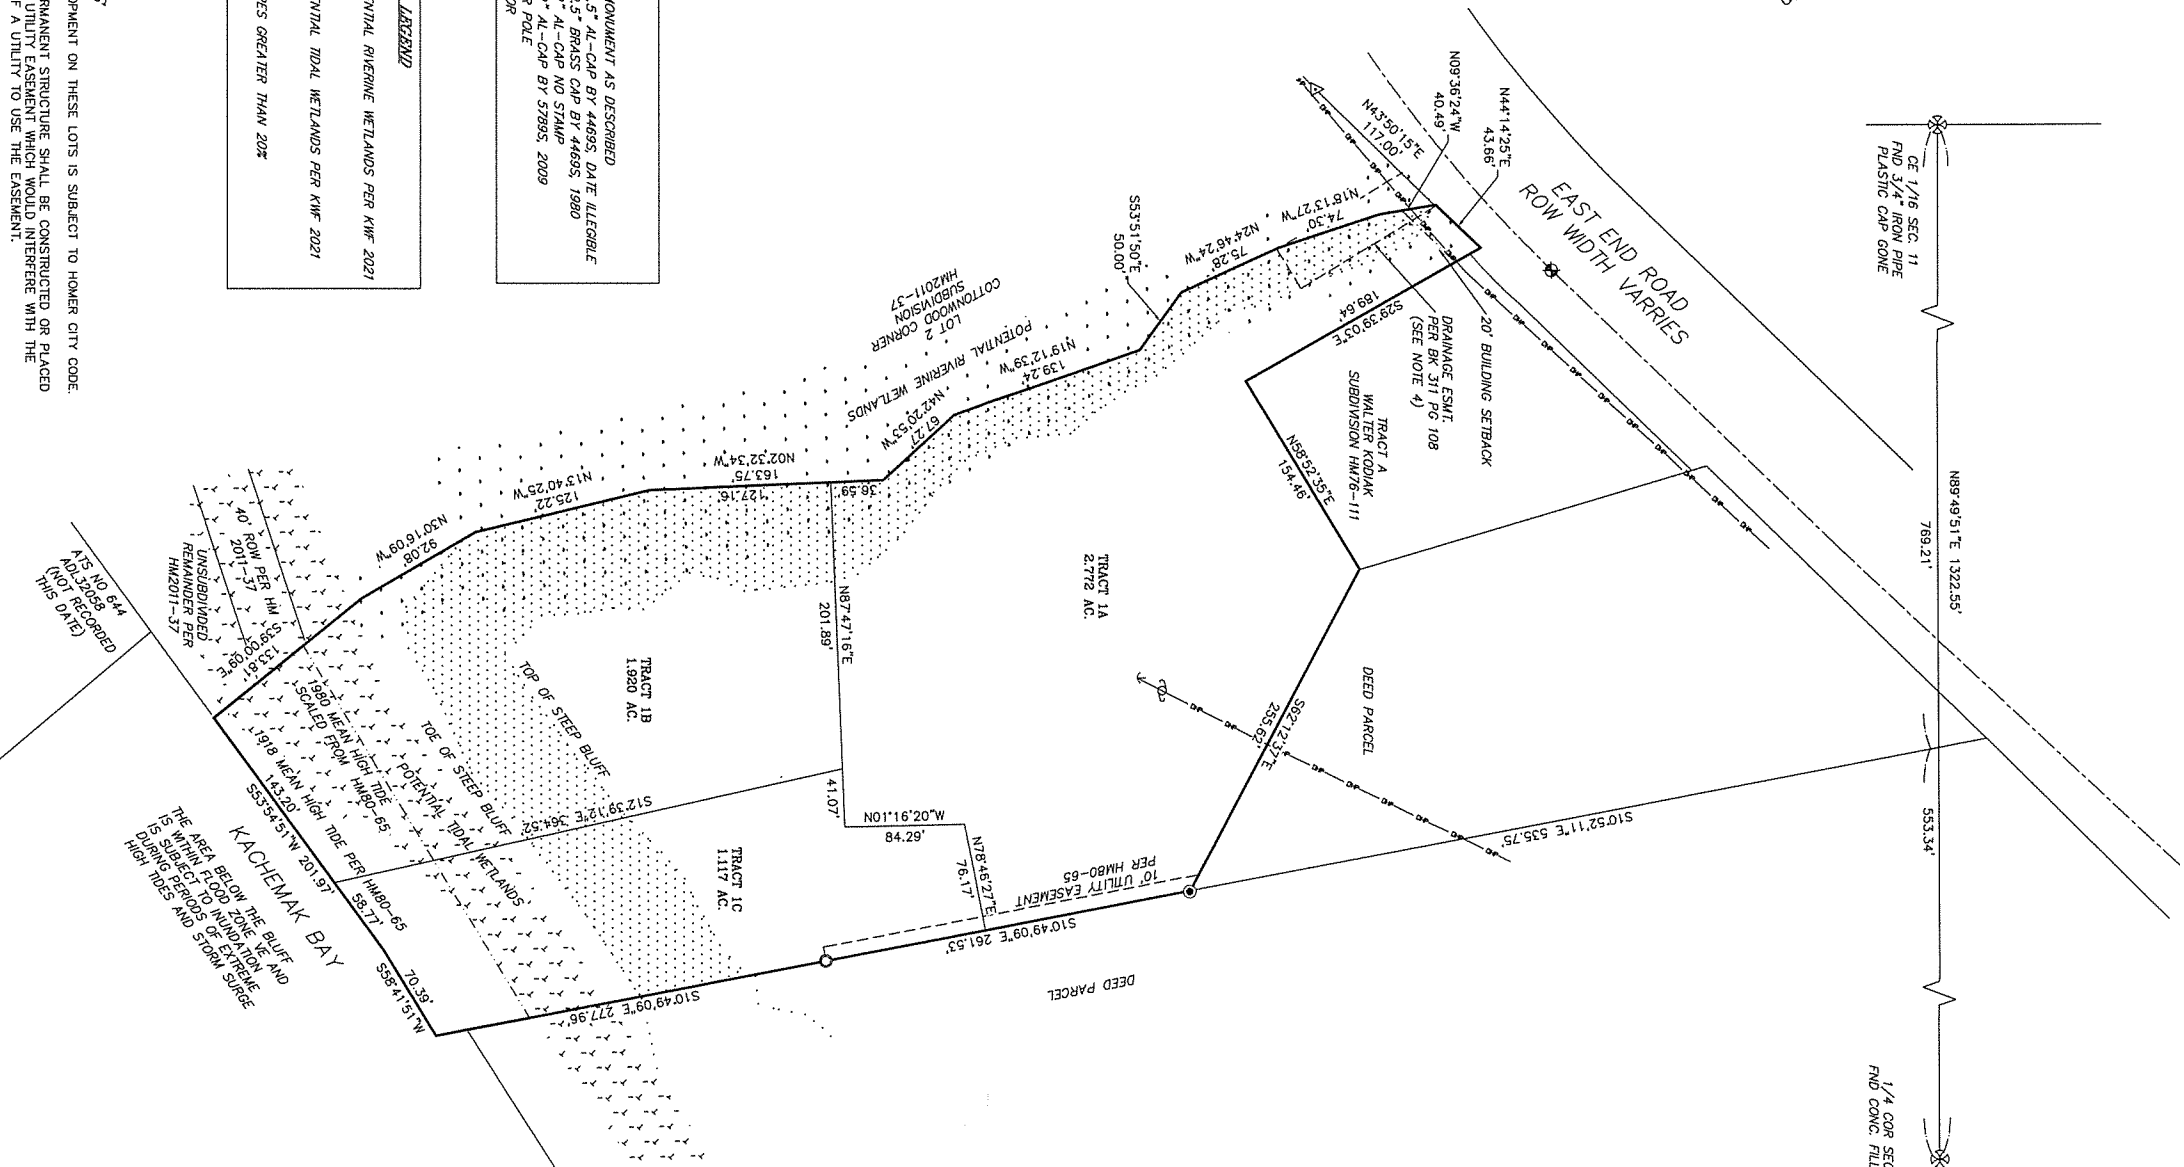 CE 1/16 SEC. 11
FND 3/4" IRON PIPE
PLASTIC CAP GONE
N89°49'51"E 1322.55'
769.21'
553.34'
1/4 COR SEC
FND CONC. FILL
EAST END ROAD
ROW WIDTH VARRIES
N44°14'25"E
43.66'
N09°36'24"W
40.49'
N43°50'15"E
117.00'
N18°13'27"W
74.30'
N24°46'24"W
75.28'
S53°51'50"E
50.00'
S29°39'03"E
189.64'
20' BUILDING SETBACK
DRAINAGE ESMT.
PER BK 311 PG 108
(SEE NOTE 4)
TRACT A
WALTER KODIAK
SUBDIVISION HM76-111
N58°52'35"E
154.46'
DEED PARCEL
S62°12'37"E
255.62'
S10°52'11"E 535.75'
TRACT 1A
2.772 AC.
LOT 2
COTTONWOOD CORNER
SUBDIVISION
HM2011-37
POTENTIAL RIVERINE WETLANDS
N19°12'39"W
139.24'
N42°20'53"W
67.27'
36.59'
N02°32'34"W
163.75'
127.16'
N13°40'25"W
125.22'
N30°16'09"W
92.08'
N87°47'16"E
201.89'
41.07'
N01°16'20"W
84.29'
N78°46'27"E
76.17'
10' UTILITY EASEMENT
PER HM80-65
S10°49'09"E 261.53'
DEED PARCEL
S10°49'09"E 277.96'
TRACT 1B
1.920 AC.
TRACT 1C
1.117 AC.
S12°39'12"E 364.52'
TOP OF STEEP BLUFF
TOE OF STEEP BLUFF
POTENTIAL TIDAL WETLANDS
1980 MEAN HIGH TIDE
SCALED FROM HM80-65
1918 MEAN HIGH TIDE PER HM80-65
143.20'
S53°54'51"W 201.97'
58.77'
70.39'
S58°41'51"W
S39°00'09"E
133.81'
40' ROW PER HM
2011-37
UNSUBDIVIDED
REMAINDER PER
HM2011-37
ATS NO 644
ADL32058
(NOT RECORDED
THIS DATE)
KACHEMAK BAY
THE AREA BELOW THE BLUFF
IS WITHIN FLOOD ZONE VE AND
IS SUBJECT TO INUNDATION
DURING PERIODS OF EXTREME
HIGH TIDES AND STORM SURGE
MONUMENT AS DESCRIBED
.5" AL-CAP BY 4469S, DATE ILLEGIBLE
2.5" BRASS CAP BY 4469S, 1980
" AL-CAP NO STAMP
" AL-CAP BY 5789S, 2009
R POLE
OR
LEGEND
ENTIAL RIVERINE WETLANDS PER KWF 2021
ENTIAL TIDAL WETLANDS PER KWF 2021
PES GREATER THAN 20%
OPMENT ON THESE LOTS IS SUBJECT TO HOMER CITY CODE.
RMANENT STRUCTURE SHALL BE CONSTRUCTED OR PLACED
UTILITY EASEMENT WHICH WOULD INTERFERE WITH THE
F A UTILITY TO USE THE EASEMENT.